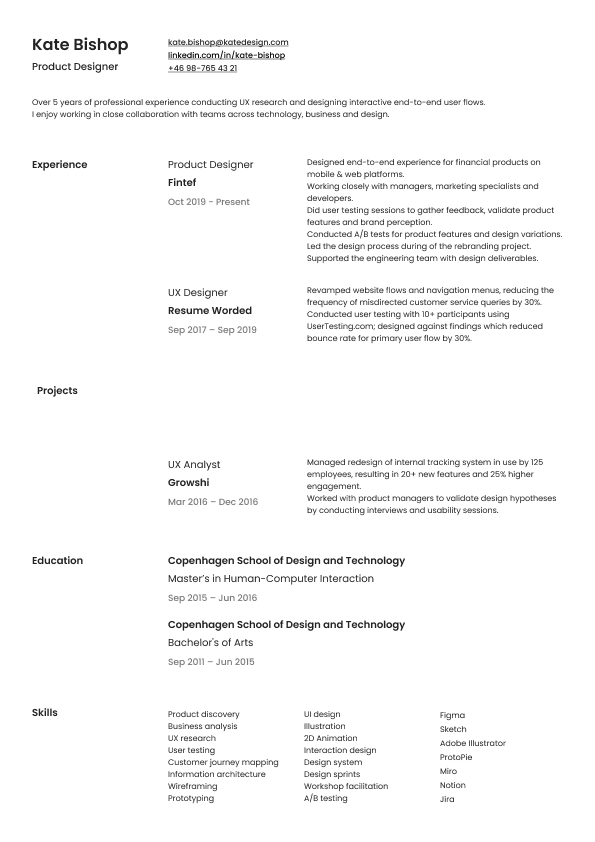 Kate Bishop
Product Designer
kate.bishop@katedesign.com
linkedin.com/in/kate-bishop
+46 98-765 43 21
Over 5 years of professional experience conducting UX research and designing interactive end-to-end user flows.
I enjoy working in close collaboration with teams across technology, business and design.
Experience
Product Designer
Fintef
Oct 2019 - Present
Designed end-to-end experience for financial products on
mobile & web platforms.
Working closely with managers, marketing specialists and
developers.
Did user testing sessions to gather feedback, validate product
features and brand perception.
Conducted A/B tests for product features and design variations.
Led the design process during of the rebranding project.
Supported the engineering team with design deliverables.
UX Designer
Resume Worded
Sep 2017 – Sep 2019
Revamped website flows and navigation menus, reducing the
frequency of misdirected customer service queries by 30%.
Conducted user testing with 10+ participants using
UserTesting.com; designed against findings which reduced
bounce rate for primary user flow by 30%.
Projects
UX Analyst
Growshi
Mar 2016 – Dec 2016
Managed redesign of internal tracking system in use by 125
employees, resulting in 20+ new features and 25% higher
engagement.
Worked with product managers to validate design hypotheses
by conducting interviews and usability sessions.
Education
Copenhagen School of Design and Technology
Master's in Human-Computer Interaction
Sep 2015 – Jun 2016
Copenhagen School of Design and Technology
Bachelor's of Arts
Sep 2011 – Jun 2015
Skills
Product discovery
Business analysis
UX research
User testing
Customer journey mapping
Information architecture
Wireframing
Prototyping
UI design
Illustration
2D Animation
Interaction design
Design system
Design sprints
Workshop facilitation
A/B testing
Figma
Sketch
Adobe Illustrator
ProtoPie
Miro
Notion
Jira